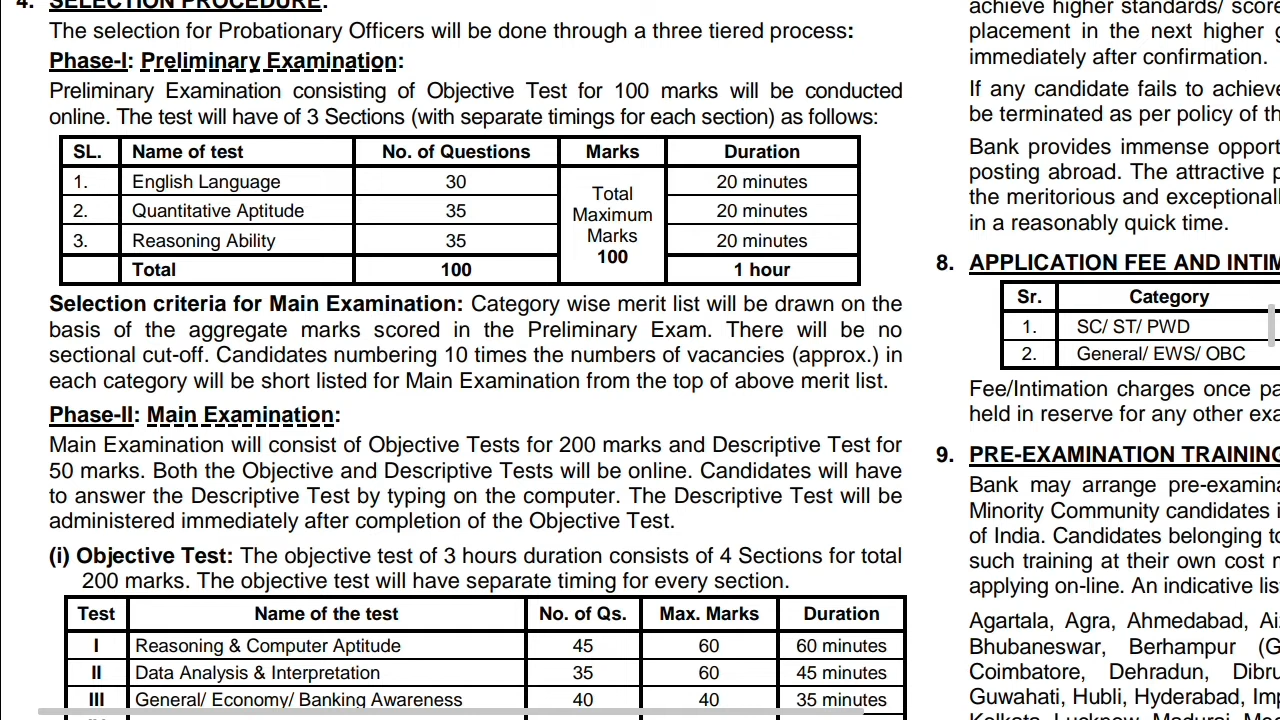 4. SELECTION PROCEDURE:
The selection for Probationary Officers will be done through a three tiered process:
Phase-I: Preliminary Examination:
Preliminary Examination consisting of Objective Test for 100 marks will be conducted
online. The test will have of 3 Sections (with separate timings for each section) as follows:
SL. Name of test No. of Questions Marks Duration
1. English Language 30 Total Maximum Marks 100 20 minutes
2. Quantitative Aptitude 35 20 minutes
3. Reasoning Ability 35 20 minutes
Total 100 1 hour
Selection criteria for Main Examination: Category wise merit list will be drawn on the
basis of the aggregate marks scored in the Preliminary Exam. There will be no
sectional cut-off. Candidates numbering 10 times the numbers of vacancies (approx.) in
each category will be short listed for Main Examination from the top of above merit list.
Phase-II: Main Examination:
Main Examination will consist of Objective Tests for 200 marks and Descriptive Test for
50 marks. Both the Objective and Descriptive Tests will be online. Candidates will have
to answer the Descriptive Test by typing on the computer. The Descriptive Test will be
administered immediately after completion of the Objective Test.
(i) Objective Test: The objective test of 3 hours duration consists of 4 Sections for total
200 marks. The objective test will have separate timing for every section.
Test Name of the test No. of Qs. Max. Marks Duration
I Reasoning & Computer Aptitude 45 60 60 minutes
II Data Analysis & Interpretation 35 60 45 minutes
III General/ Economy/ Banking Awareness 40 40 35 minutes
achieve higher standards/ score
placement in the next higher
immediately after confirmation.
If any candidate fails to achieve
be terminated as per policy of
Bank provides immense
posting abroad. The attractive
the meritorious and
in a reasonably quick time.
8. APPLICATION FEE AND
Sr. Category
1. SC/ ST/ PWD
2. General/ EWS/ OBC
Fee/Intimation charges once
held in reserve for any other
9. PRE-EXAMINATION TRAINING
Bank may arrange
Minority Community candidates
of India. Candidates belonging
such training at their own cost
applying on-line. An indicative
Agartala, Agra, Ahmedabad,
Bhubaneswar, Berhampur
Coimbatore, Dehradun,
Guwahati, Hubli, Hyderabad,
Kolkata, Lucknow, Madurai,